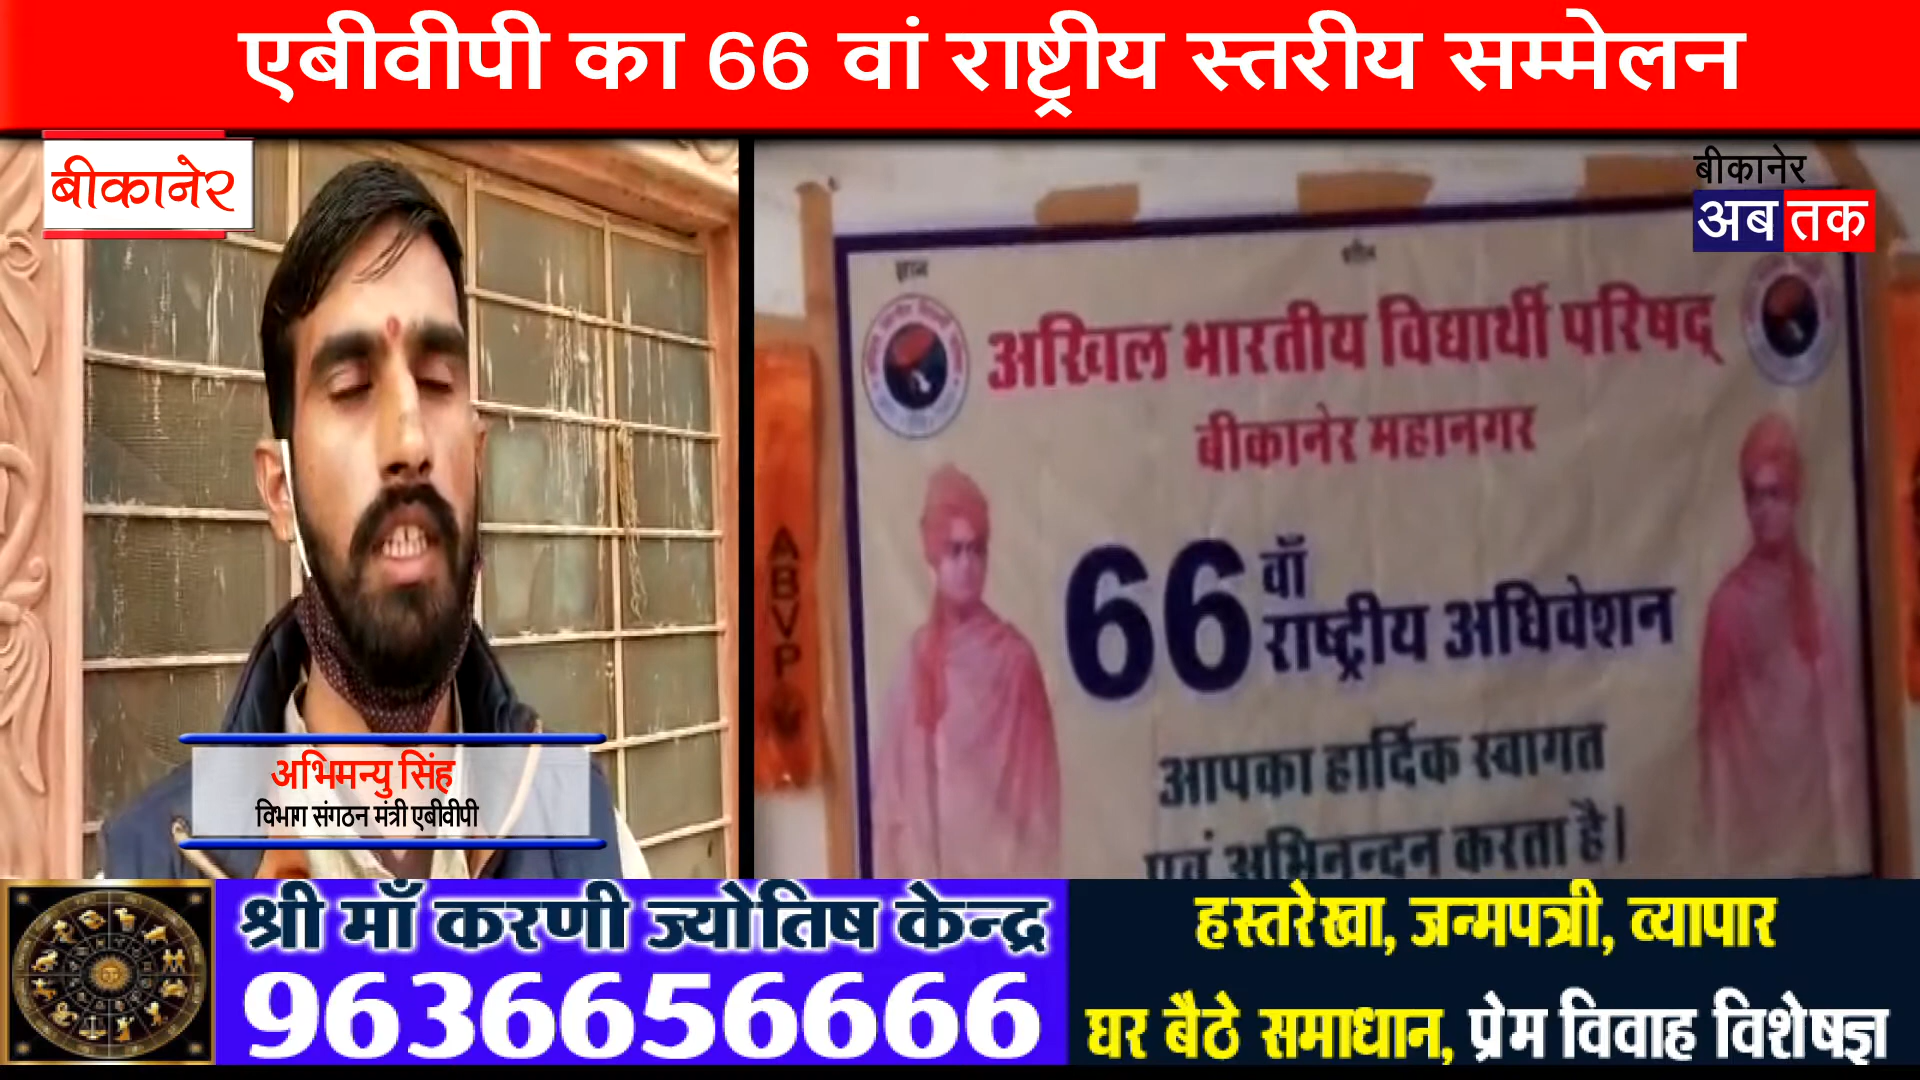 एबीवीपी का 66 वां राष्ट्रीय स्तरीय सम्मेलन
बीकानेर
बीकानेर
अब तक
ज्ञान
शील
अखिल भारतीय विद्यार्थी परिषद्
बीकानेर महानगर
66 वाँ
राष्ट्रीय अधिवेशन
आपका हार्दिक स्वागत
एवं अभिनन्दन करता है।
ABVP
अभिमन्यु सिंह
विभाग संगठन मंत्री एबीवीपी
श्री माँ करणी ज्योतिष केन्द्र
9636656666
हस्तरेखा, जन्मपत्री, व्यापार
घर बैठे समाधान, प्रेम विवाह विशेषज्ञ